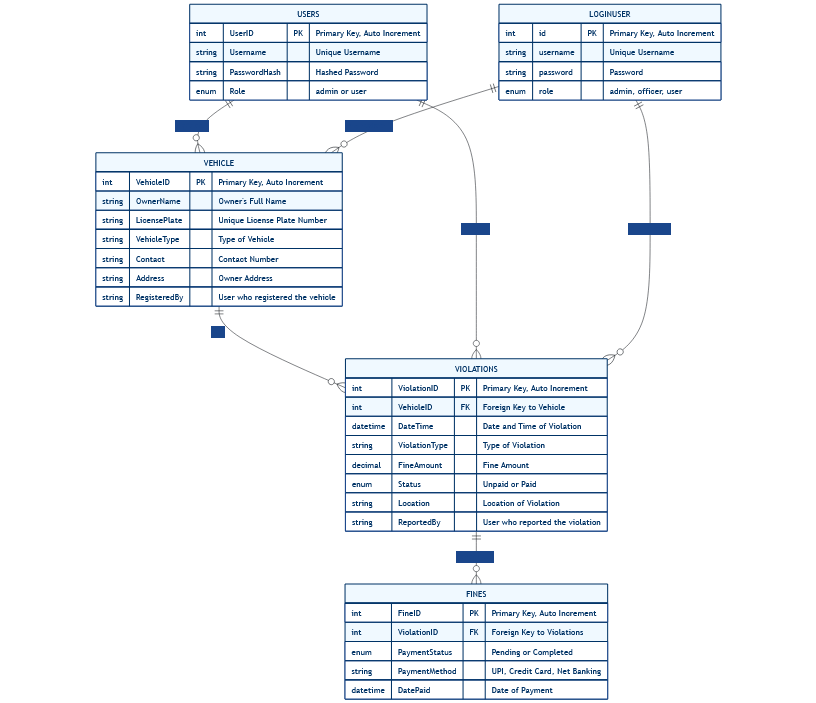 USERS
int UserID PK Primary Key, Auto Increment
string Username Unique Username
string PasswordHash Hashed Password
enum Role admin or user
LOGINUSER
int id PK Primary Key, Auto Increment
string username Unique Username
string password Password
enum role admin, officer, user
VEHICLE
int VehicleID PK Primary Key, Auto Increment
string OwnerName Owner's Full Name
string LicensePlate Unique License Plate Number
string VehicleType Type of Vehicle
string Contact Contact Number
string Address Owner Address
string RegisteredBy User who registered the vehicle
VIOLATIONS
int ViolationID PK Primary Key, Auto Increment
int VehicleID FK Foreign Key to Vehicle
datetime DateTime Date and Time of Violation
string ViolationType Type of Violation
decimal FineAmount Fine Amount
enum Status Unpaid or Paid
string Location Location of Violation
string ReportedBy User who reported the violation
FINES
int FineID PK Primary Key, Auto Increment
int ViolationID FK Foreign Key to Violations
enum PaymentStatus Pending or Completed
string PaymentMethod UPI, Credit Card, Net Banking
datetime DatePaid Date of Payment